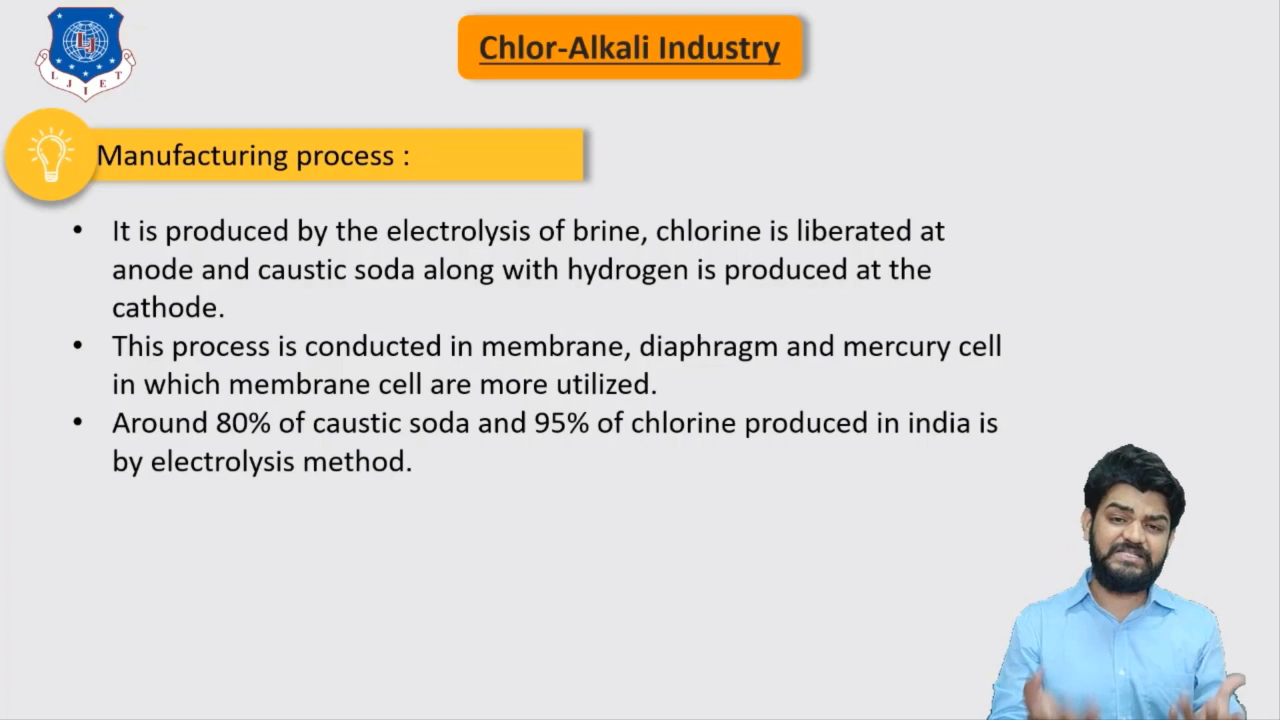 Chlor-Alkali Industry
LJ
L J I E T
Manufacturing process :
• It is produced by the electrolysis of brine, chlorine is liberated at
anode and caustic soda along with hydrogen is produced at the
cathode.
• This process is conducted in membrane, diaphragm and mercury cell
in which membrane cell are more utilized.
• Around 80% of caustic soda and 95% of chlorine produced in india is
by electrolysis method.